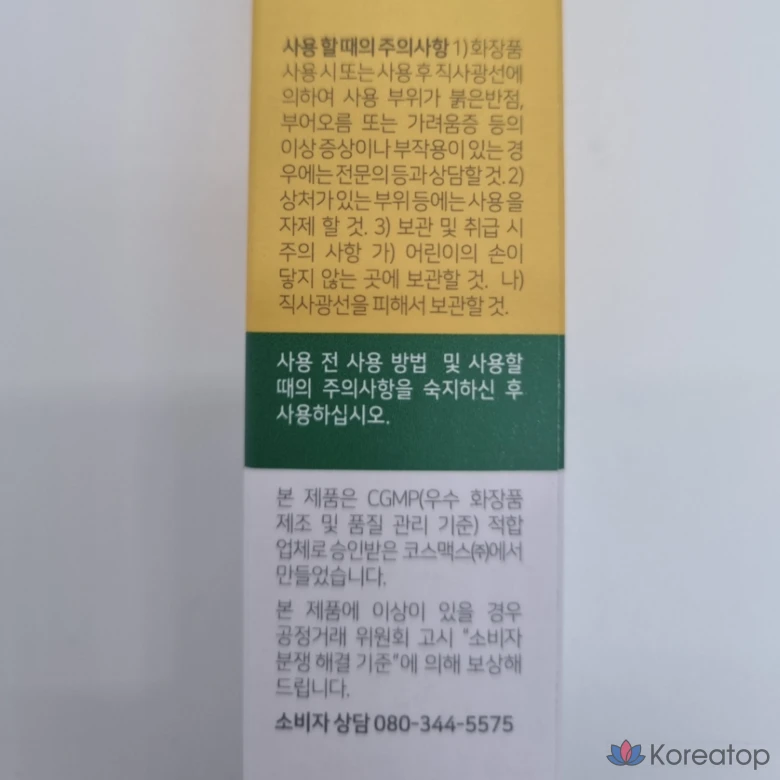 사용 할 때의 주의사항 1) 화장품
사용 시 또는 사용 후 직사광선에
의하여 사용 부위가 붉은반점,
부어오름 또는 가려움증 등의
이상 증상이나 부작용이 있는 경
우에는 전문의 등과 상담할 것. 2)
상처가 있는 부위 등에는 사용을
자제 할 것. 3) 보관 및 취급 시
주의 사항 가) 어린이의 손이
닿지 않는 곳에 보관할 것. 나)
직사광선을 피해서 보관할 것.
사용 전 사용 방법 및 사용할
때의 주의사항을 숙지하신 후
사용하십시오.
본 제품은 CGMP(우수 화장품
제조 및 품질 관리 기준) 적합
업체로 승인받은 코스맥스㈜에서
만들었습니다.
본 제품에 이상이 있을 경우
공정거래 위원회 고시 "소비자
분쟁 해결 기준"에 의해 보상해
드립니다.
소비자 상담 080-344-5575
Koreatop